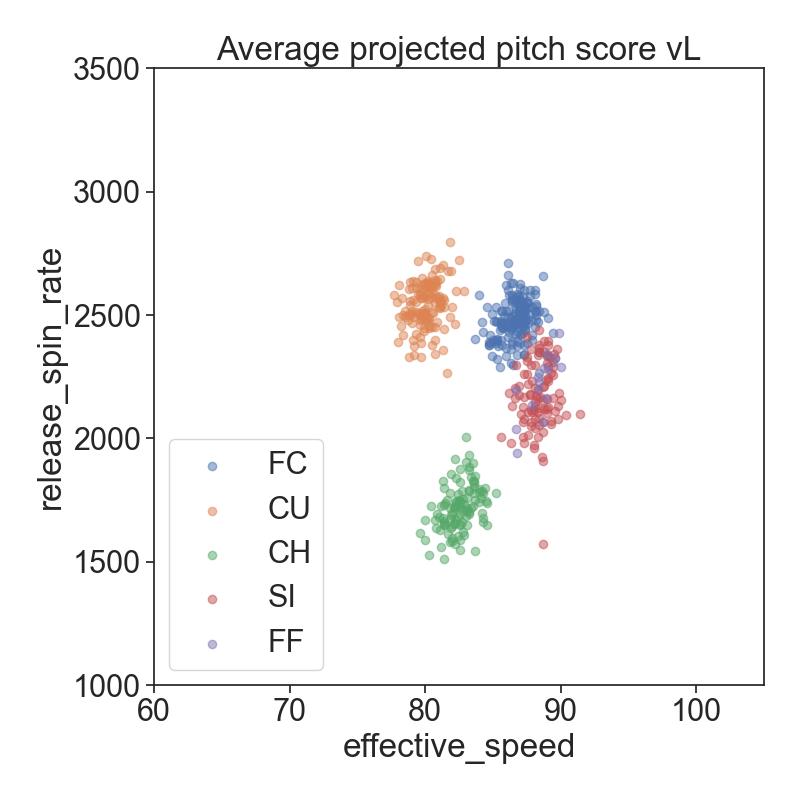 Average projected pitch score vL
3500
3000
2500
2000
1500
1000
release_spin_rate
FC
CU
CH
SI
FF
60 70 80 90 100
effective_speed